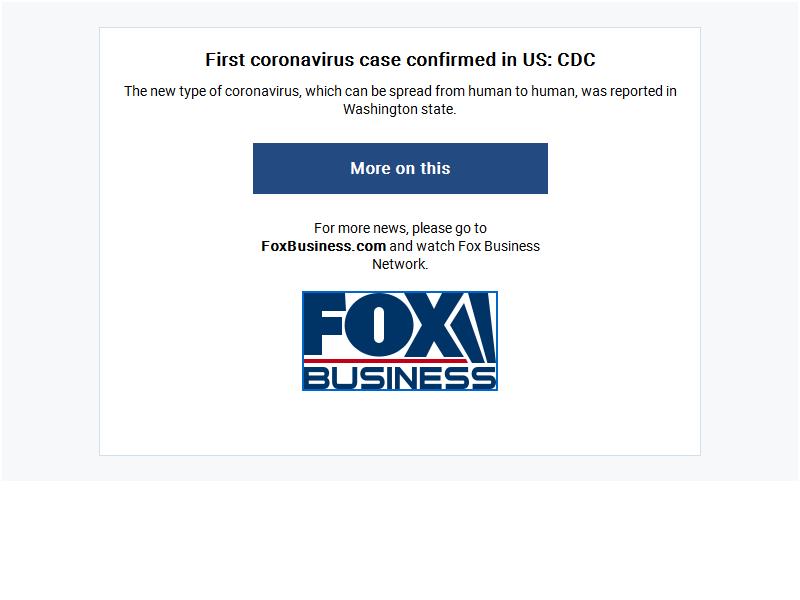 First coronavirus case confirmed in US: CDC
The new type of coronavirus, which can be spread from human to human, was reported in
Washington state.
More on this
For more news, please go to
FoxBusiness.com and watch Fox Business
Network.
FOX
BUSINESS